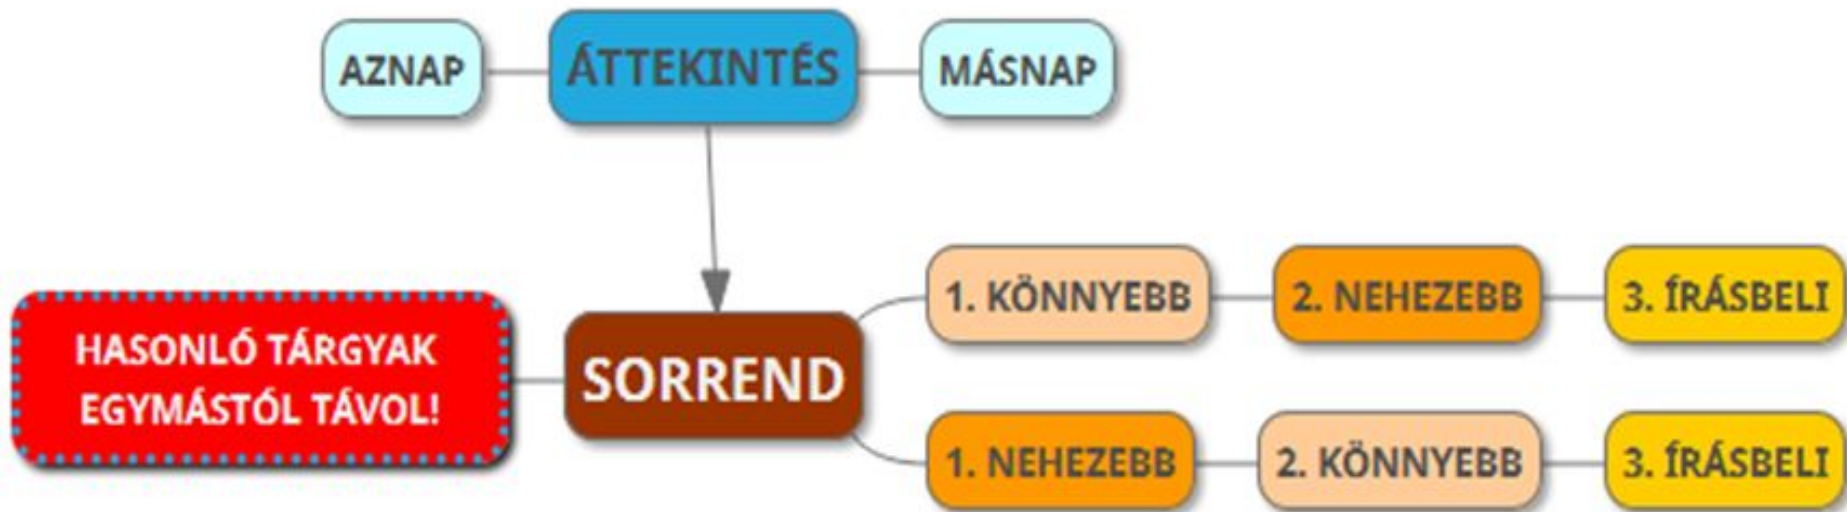 AZNAP
ÁTTEKINTÉS
MÁSNAP
HASONLÓ TÁRGYAK
EGYMÁSTÓL TÁVOL!
SORREND
1. KÖNNYEBB
2. NEHEZEBB
3. ÍRÁSBELI
1. NEHEZEBB
2. KÖNNYEBB
3. ÍRÁSBELI